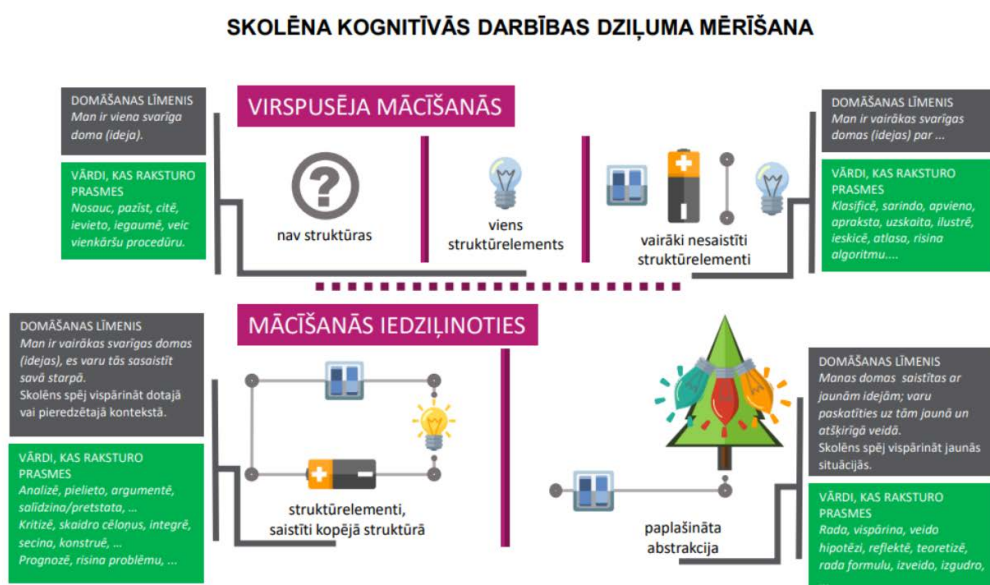 SKOLĒNA KOGNITĪVĀS DARBĪBAS DZIĻUMA MĒRĪŠANA
DOMĀŠANAS LĪMENIS
Man ir viena svarīga
doma (ideja).
VĀRDI, KAS RAKSTURO
PRASMES
Nosauc, pazīst, citē,
ievieto, iegaumē, veic
vienkāršu procedūru.
VIRSPUSĒJA MĀCĪŠANĀS
?
nav struktūras
viens
struktūrelements
vairāki nesaistīti
struktūrelementi
DOMĀŠANAS LĪMENIS
Man ir vairākas svarīgas
domas (idejas) par ...
VĀRDI, KAS RAKSTURO
PRASMES
Klasificē, sarindo, apvieno,
apraksta, uzskaita, ilustrē,
ieskicē, atlasa, risina
algoritmu....
DOMĀŠANAS LĪMENIS
Man ir vairākas svarīgas domas
(idejas), es varu tās sasaistīt
savā starpā.
Skolēns spēj vispārināt dotajā
vai pieredzētajā kontekstā.
VĀRDI, KAS RAKSTURO
PRASMES
Analizē, pielieto, argumentē,
salīdzina/pretstata, ...
Kritizē, skaidro cēloņus, integrē,
secina, konstruē, ...
Prognozē, risina problēmu, ...
MĀCĪŠANĀS IEDZIĻINOTIES
struktūrelementi,
saistīti kopējā struktūrā
paplašināta
abstrakcija
DOMĀŠANAS LĪMENIS
Manas domas saistītas ar
jaunām idejām; varu
paskatīties uz tām jaunā un
atšķirīgā veidā.
Skolēns spēj vispārināt jaunās
situācijās.
VĀRDI, KAS RAKSTURO
PRASMES
Rada, vispārina, veido
hipotēzi, reflektē, teoretizē,
rada formulu, izveido, izgudro,